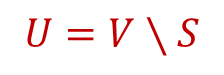 U = V \ S